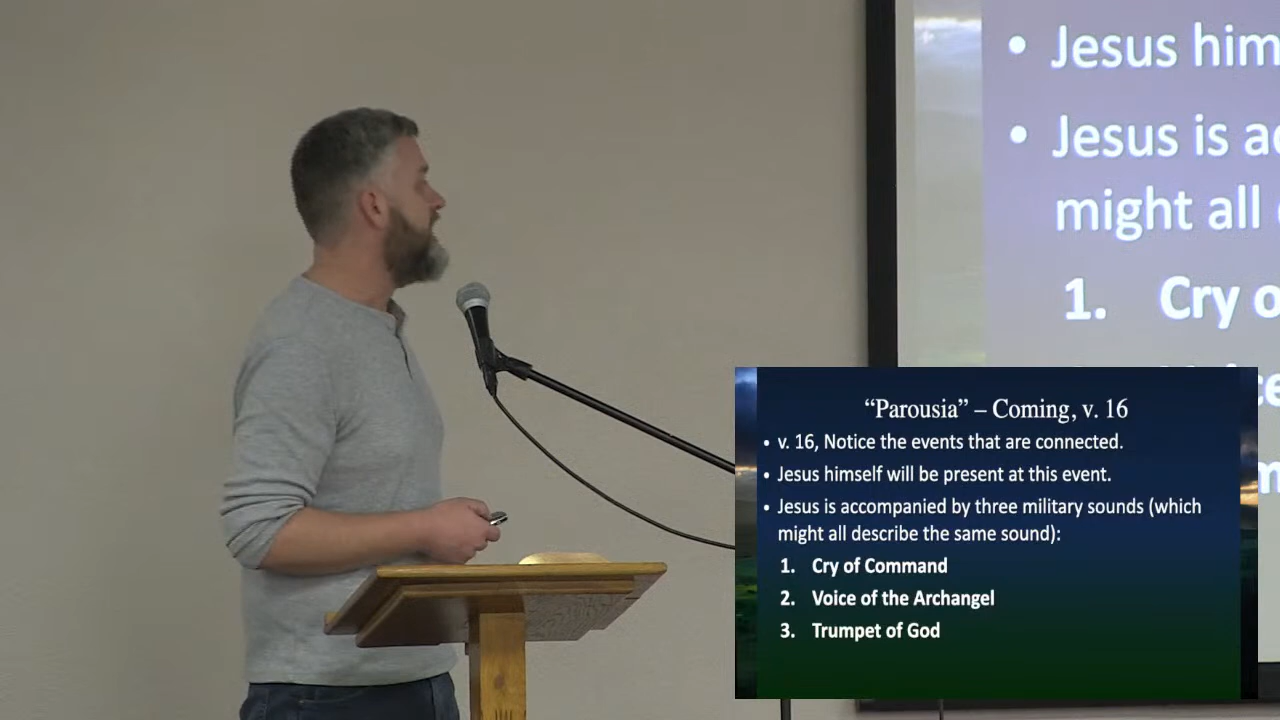 • Jesus him
• Jesus is ac
might all
1. Cry o
“Parousia” – Coming, v. 16
• v. 16, Notice the events that are connected.
• Jesus himself will be present at this event.
• Jesus is accompanied by three military sounds (which
might all describe the same sound):
1. Cry of Command
2. Voice of the Archangel
3. Trumpet of God